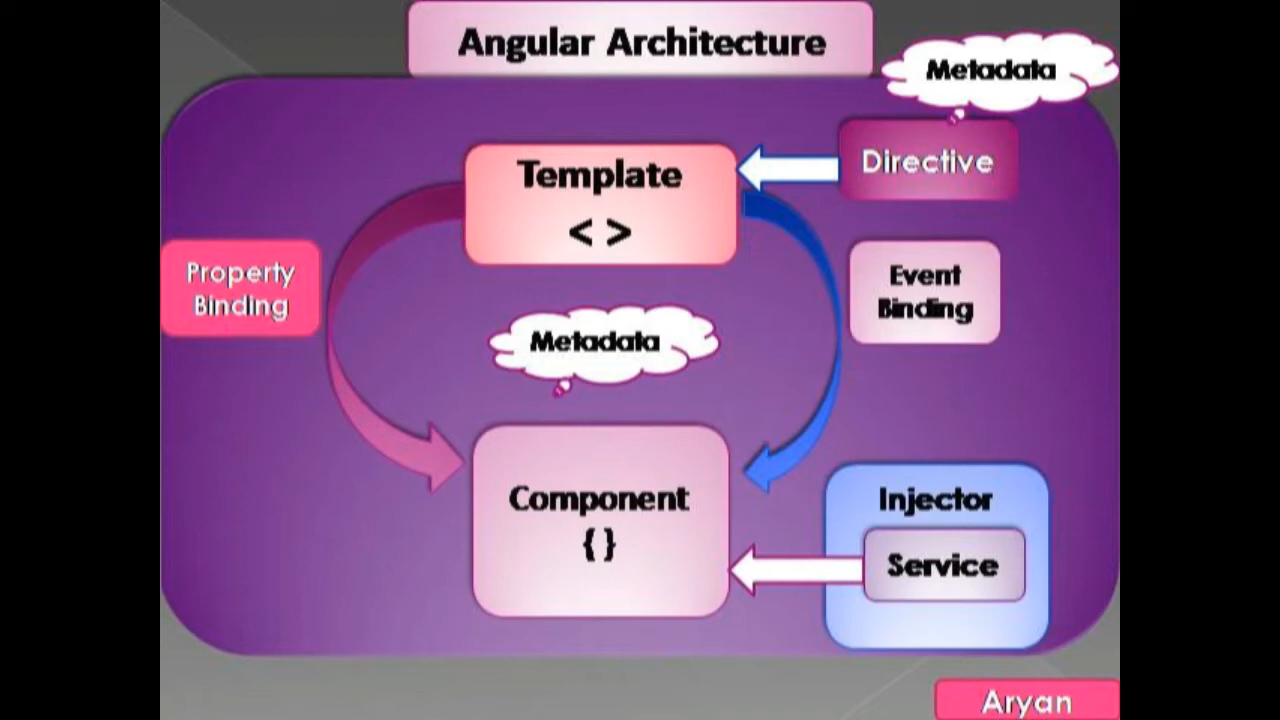 Angular Architecture
Metadata
Template
< >
Directive
Property
Binding
Event
Binding
Metadata
Component
{ }
Injector
Service
Aryan